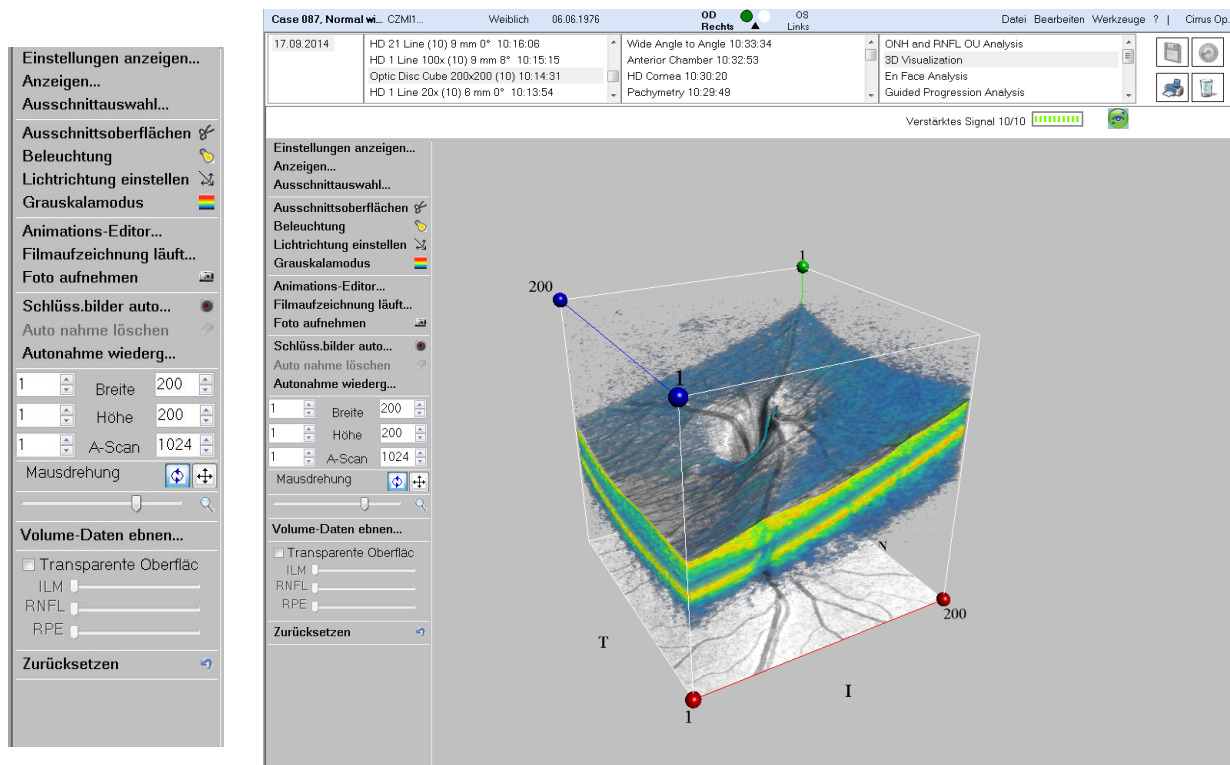 Einstellungen anzeigen...
Anzeigen...
Ausschnittauswahl...
Ausschnittsoberflächen
Beleuchtung
Lichtrichtung einstellen
Grauskalamodus
Animations-Editor...
Filmaufzeichnung läuft...
Foto aufnehmen
Schlüss.bilder auto...
Auto nahme löschen
Autonahme wiederg...
1 Breite 200
1 Höhe 200
1 A-Scan 1024
Mausdrehung
Volume-Daten ebnen...
Transparente Oberfläc
ILM
RNFL
RPE
Zurücksetzen
Case 087, Normal wi... CZMI1... Weiblich 06.06.1976 OD Rechts OS Links Datei Bearbeiten Werkzeuge ? | Cirrus Op.
17.09.2014
HD 21 Line (10) 9 mm 0° 10:16:06
HD 1 Line 100x (10) 9 mm 8° 10:15:15
Optic Disc Cube 200x200 (10) 10:14:31
HD 1 Line 20x (10) 6 mm 0° 10:13:54
Wide Angle to Angle 10:33:34
Anterior Chamber 10:32:53
HD Cornea 10:30:20
Pachymetry 10:29:49
ONH and RNFL OU Analysis
3D Visualization
En Face Analysis
Guided Progression Analysis
Verstärktes Signal 10/10
Einstellungen anzeigen...
Anzeigen...
Ausschnittauswahl...
Ausschnittsoberflächen
Beleuchtung
Lichtrichtung einstellen
Grauskalamodus
Animations-Editor...
Filmaufzeichnung läuft...
Foto aufnehmen
Schlüss.bilder auto...
Auto nahme löschen
Autonahme wiederg...
1 Breite 200
1 Höhe 200
1 A-Scan 1024
Mausdrehung
Volume-Daten ebnen...
Transparente Oberfläc
ILM
RNFL
RPE
Zurücksetzen
1
200
1
N
200
T
I
1